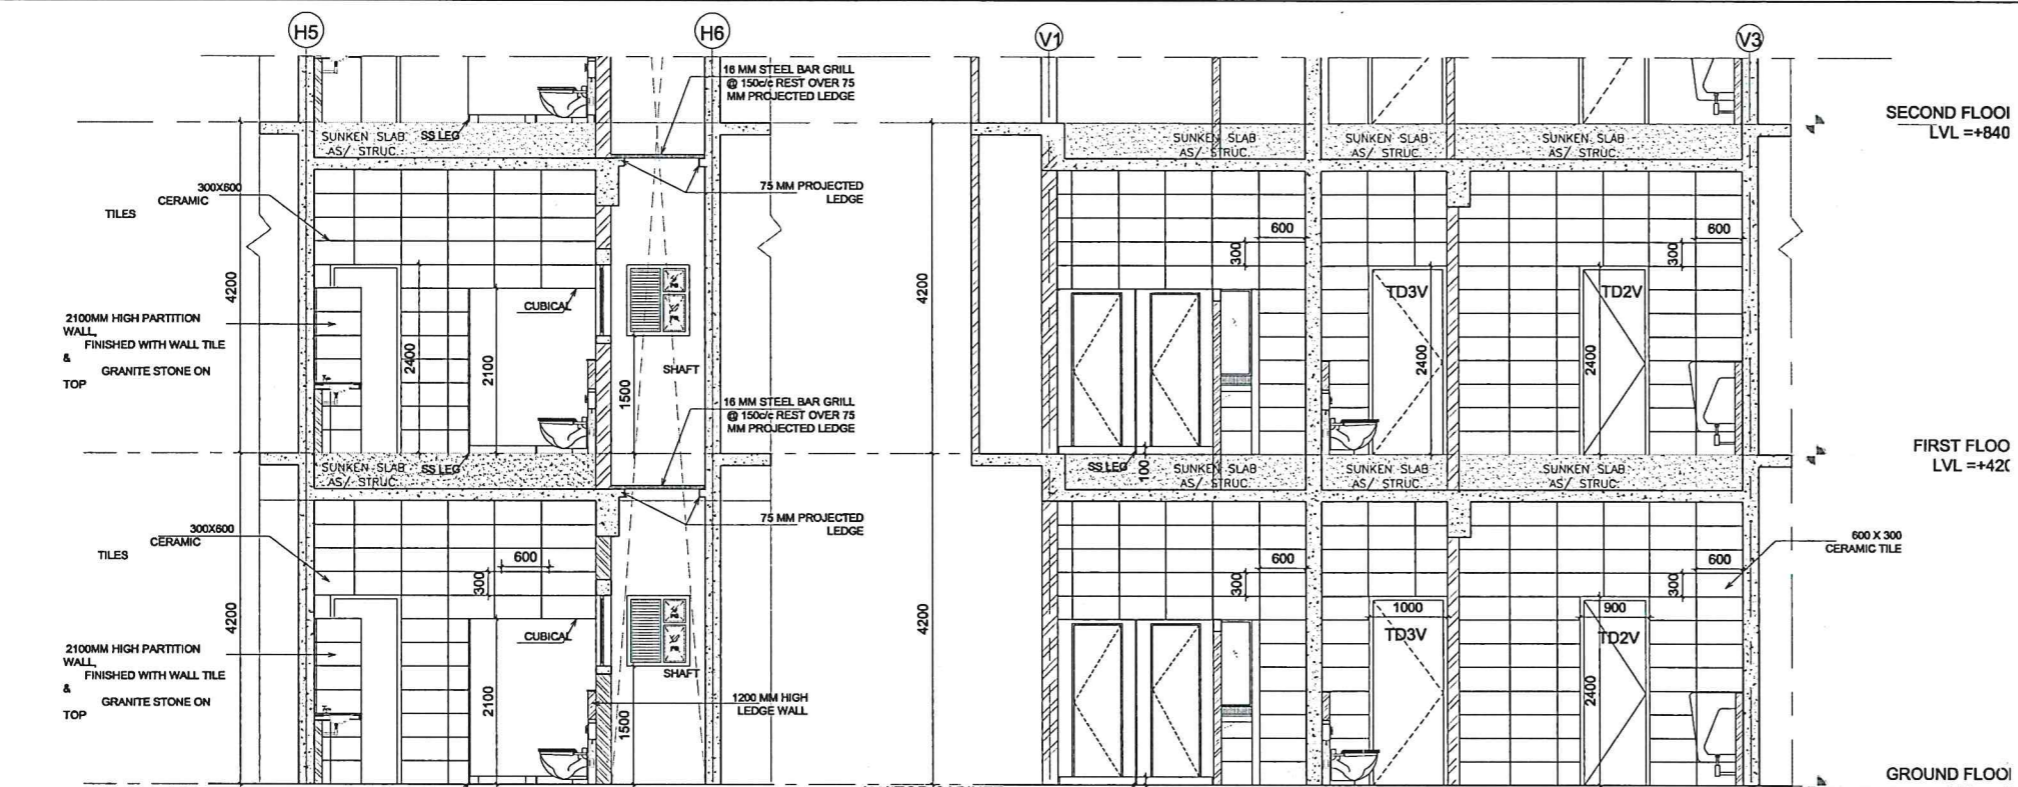 H5
H6
V1
V3
16 MM STEEL BAR GRILL
@ 150c/c REST OVER 75
MM PROJECTED LEDGE
SECOND FLOO
LVL =+840
SUNKEN SLAB
AS/ STRUC.
SS LEG
SUNKEN SLAB
AS/ STRUC.
SUNKEN SLAB
AS/ STRUC.
SUNKEN SLAB
AS/ STRUC.
75 MM PROJECTED
LEDGE
300X600
CERAMIC
TILES
600
300
600
300
4200
4200
CUBICAL
TD3V
TD2V
2100MM HIGH PARTITION
WALL,
FINISHED WITH WALL TILE
&
GRANITE STONE ON
TOP
2400
2100
1500
SHAFT
2400
2400
16 MM STEEL BAR GRILL
@ 150c/c REST OVER 75
MM PROJECTED LEDGE
FIRST FLOO
LVL =+420
SUNKEN SLAB
AS/ STRUC.
SS LEG
SS LEG
100
SUNKEN SLAB
AS/ STRUC.
SUNKEN SLAB
AS/ STRUC.
SUNKEN SLAB
AS/ STRUC.
75 MM PROJECTED
LEDGE
300X600
CERAMIC
TILES
600
300
600
300
600
300
600 X 300
CERAMIC TILE
4200
4200
CUBICAL
1000
TD3V
900
TD2V
2100MM HIGH PARTITION
WALL,
FINISHED WITH WALL TILE
&
GRANITE STONE ON
TOP
2100
1500
SHAFT
1200 MM HIGH
LEDGE WALL
2400
GROUND FLOO